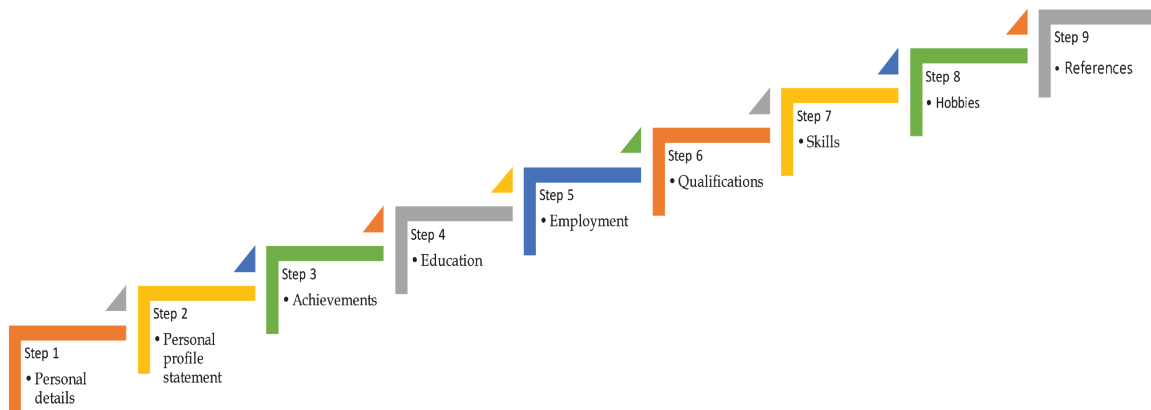 Step 1
• Personal
details
Step 2
• Personal
profile
statement
Step 3
• Achievements
Step 4
• Education
Step 5
• Employment
Step 6
• Qualifications
Step 7
• Skills
Step 8
• Hobbies
Step 9
• References